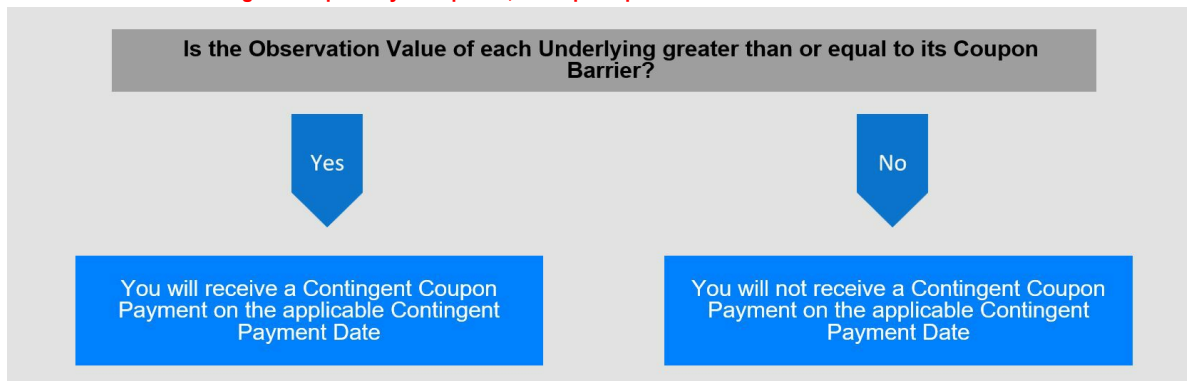 Is the Observation Value of each Underlying greater than or equal to its Coupon
Barrier?
Yes
No
You will receive a Contingent Coupon
Payment on the applicable Contingent
Payment Date
You will not receive a Contingent Coupon
Payment on the applicable Contingent
Payment Date